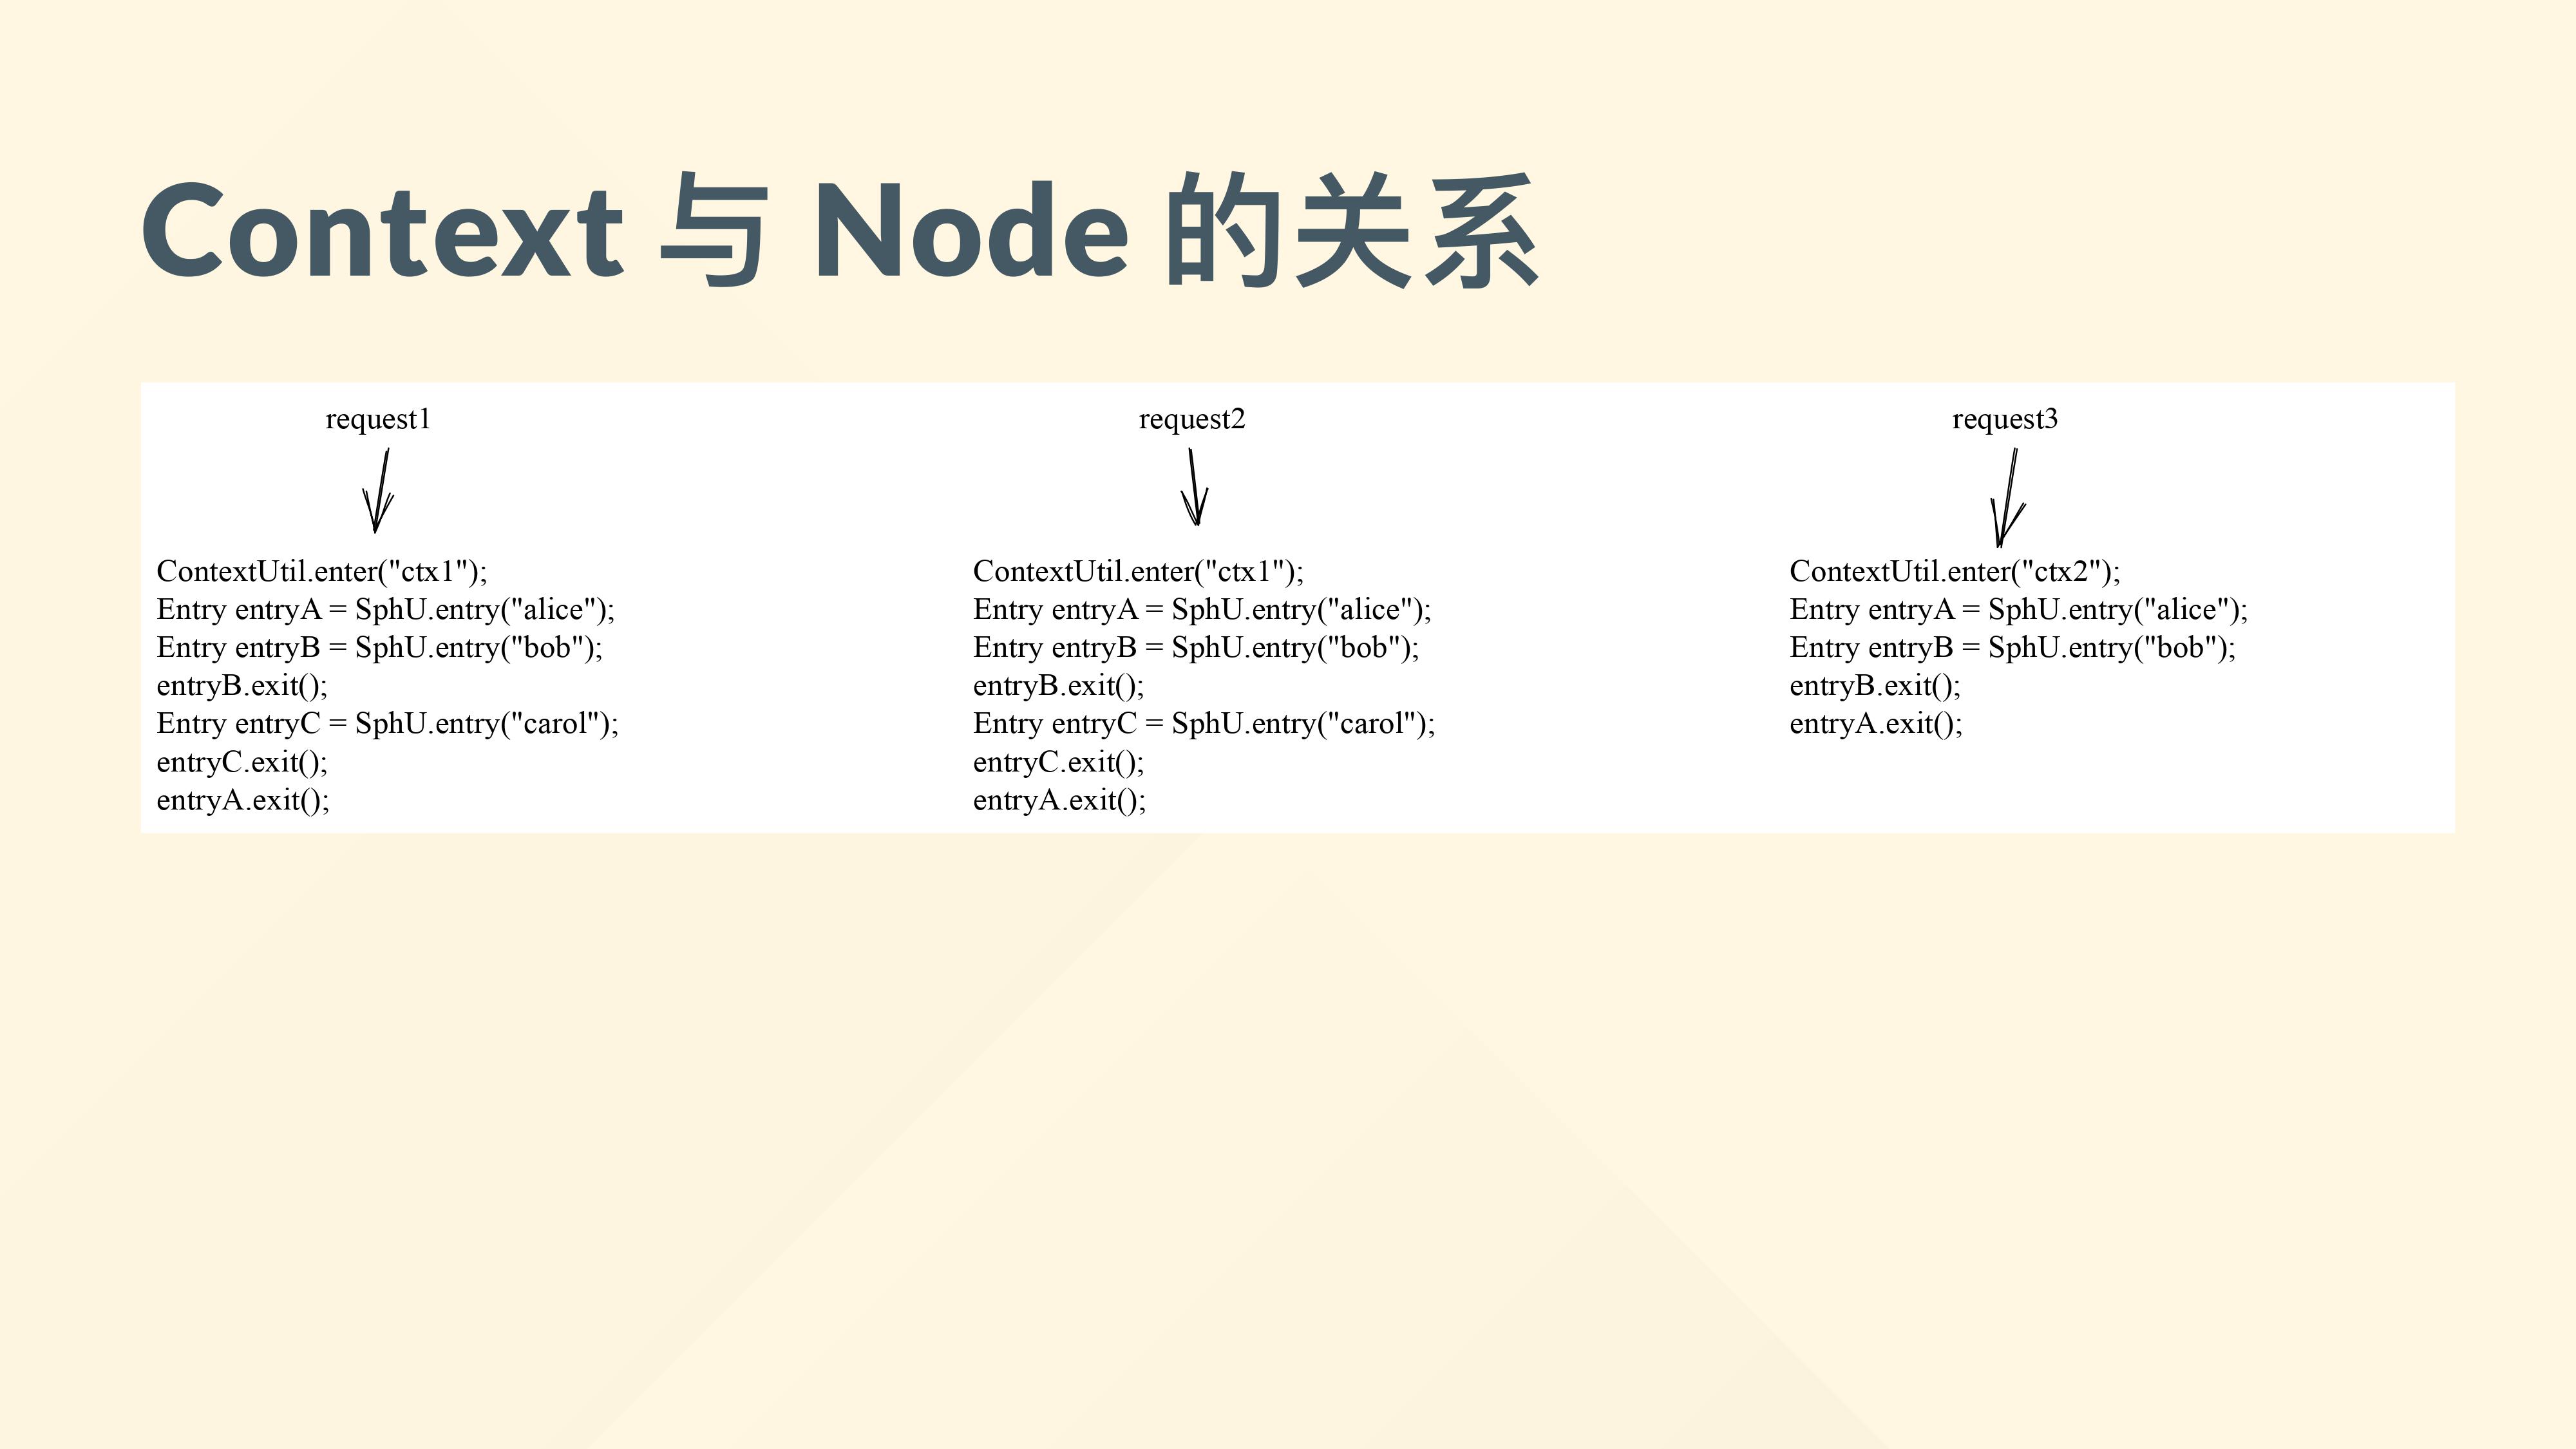 Context 与 Node 的关系
request1
ContextUtil.enter("ctx1");
Entry entryA = SphU.entry("alice");
Entry entryB = SphU.entry("bob");
entryB.exit();
Entry entryC = SphU.entry("carol");
entryC.exit();
entryA.exit();
request2
ContextUtil.enter("ctx1");
Entry entryA = SphU.entry("alice");
Entry entryB = SphU.entry("bob");
entryB.exit();
Entry entryC = SphU.entry("carol");
entryC.exit();
entryA.exit();
request3
ContextUtil.enter("ctx2");
Entry entryA = SphU.entry("alice");
Entry entryB = SphU.entry("bob");
entryB.exit();
entryA.exit();